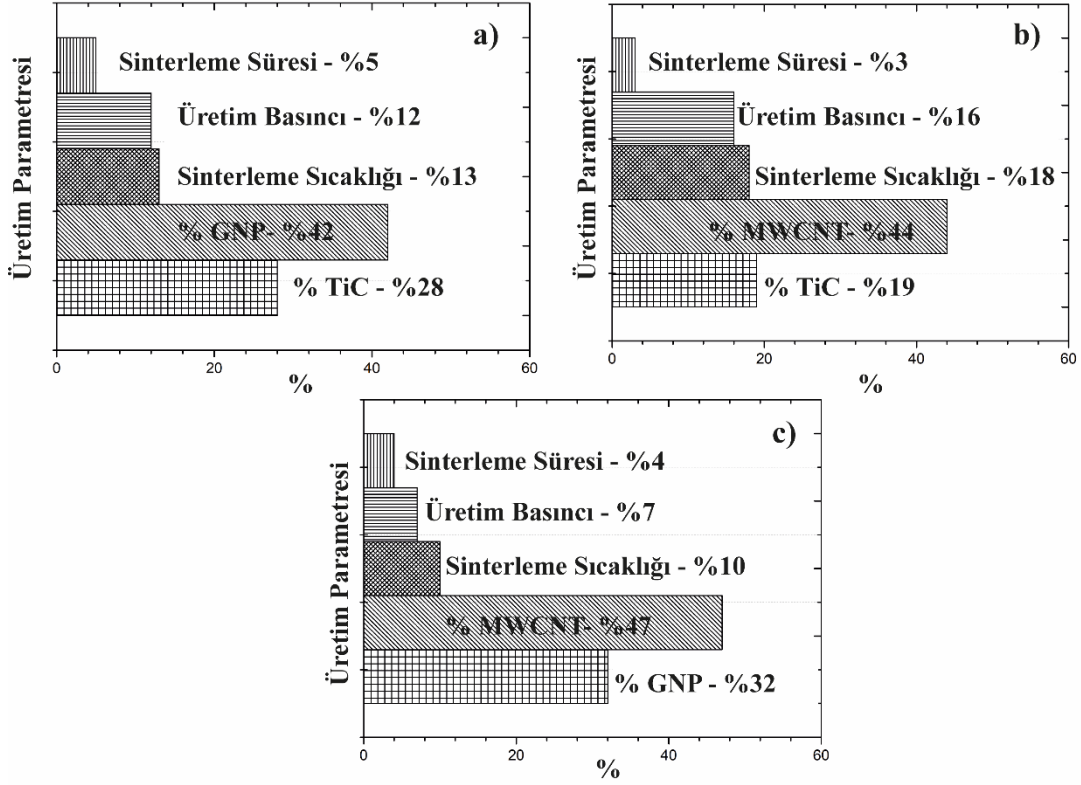 a)
Üretim Parametresi
Sinterleme Süresi - %5
Üretim Basıncı - %12
Sinterleme Sıcaklığı - %13
% GNP- %42
% TiC - %28
0 20 40 60
%
b)
Üretim Parametresi
Sinterleme Süresi - %3
Üretim Basıncı - %16
Sinterleme Sıcaklığı - %18
% MWCNT- %44
% TiC - %19
0 20 40 60
%
c)
Üretim Parametresi
Sinterleme Süresi - %4
Üretim Basıncı - %7
Sinterleme Sıcaklığı - %10
% MWCNT- %47
% GNP - %32
0 20 40 60
%